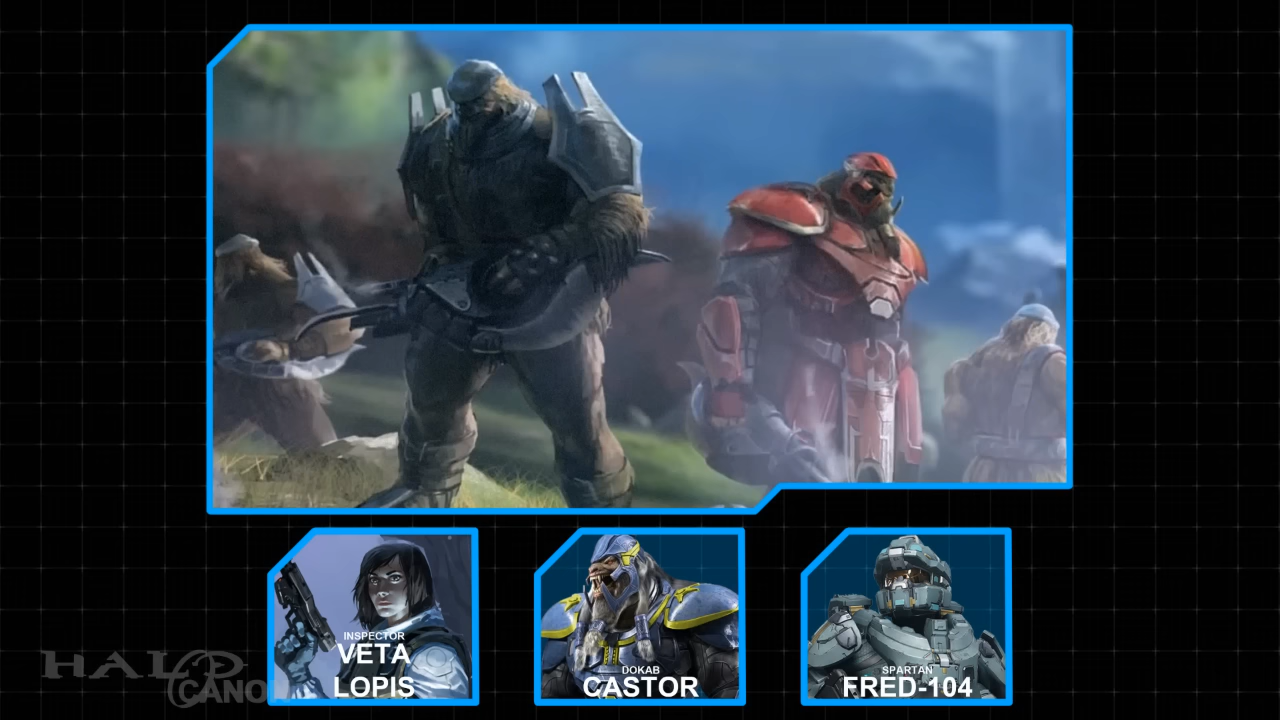 INSPECTOR
VETA
LOPIS
DOKAB
CASTOR
SPARTAN
FRED-104
HALO
CANON